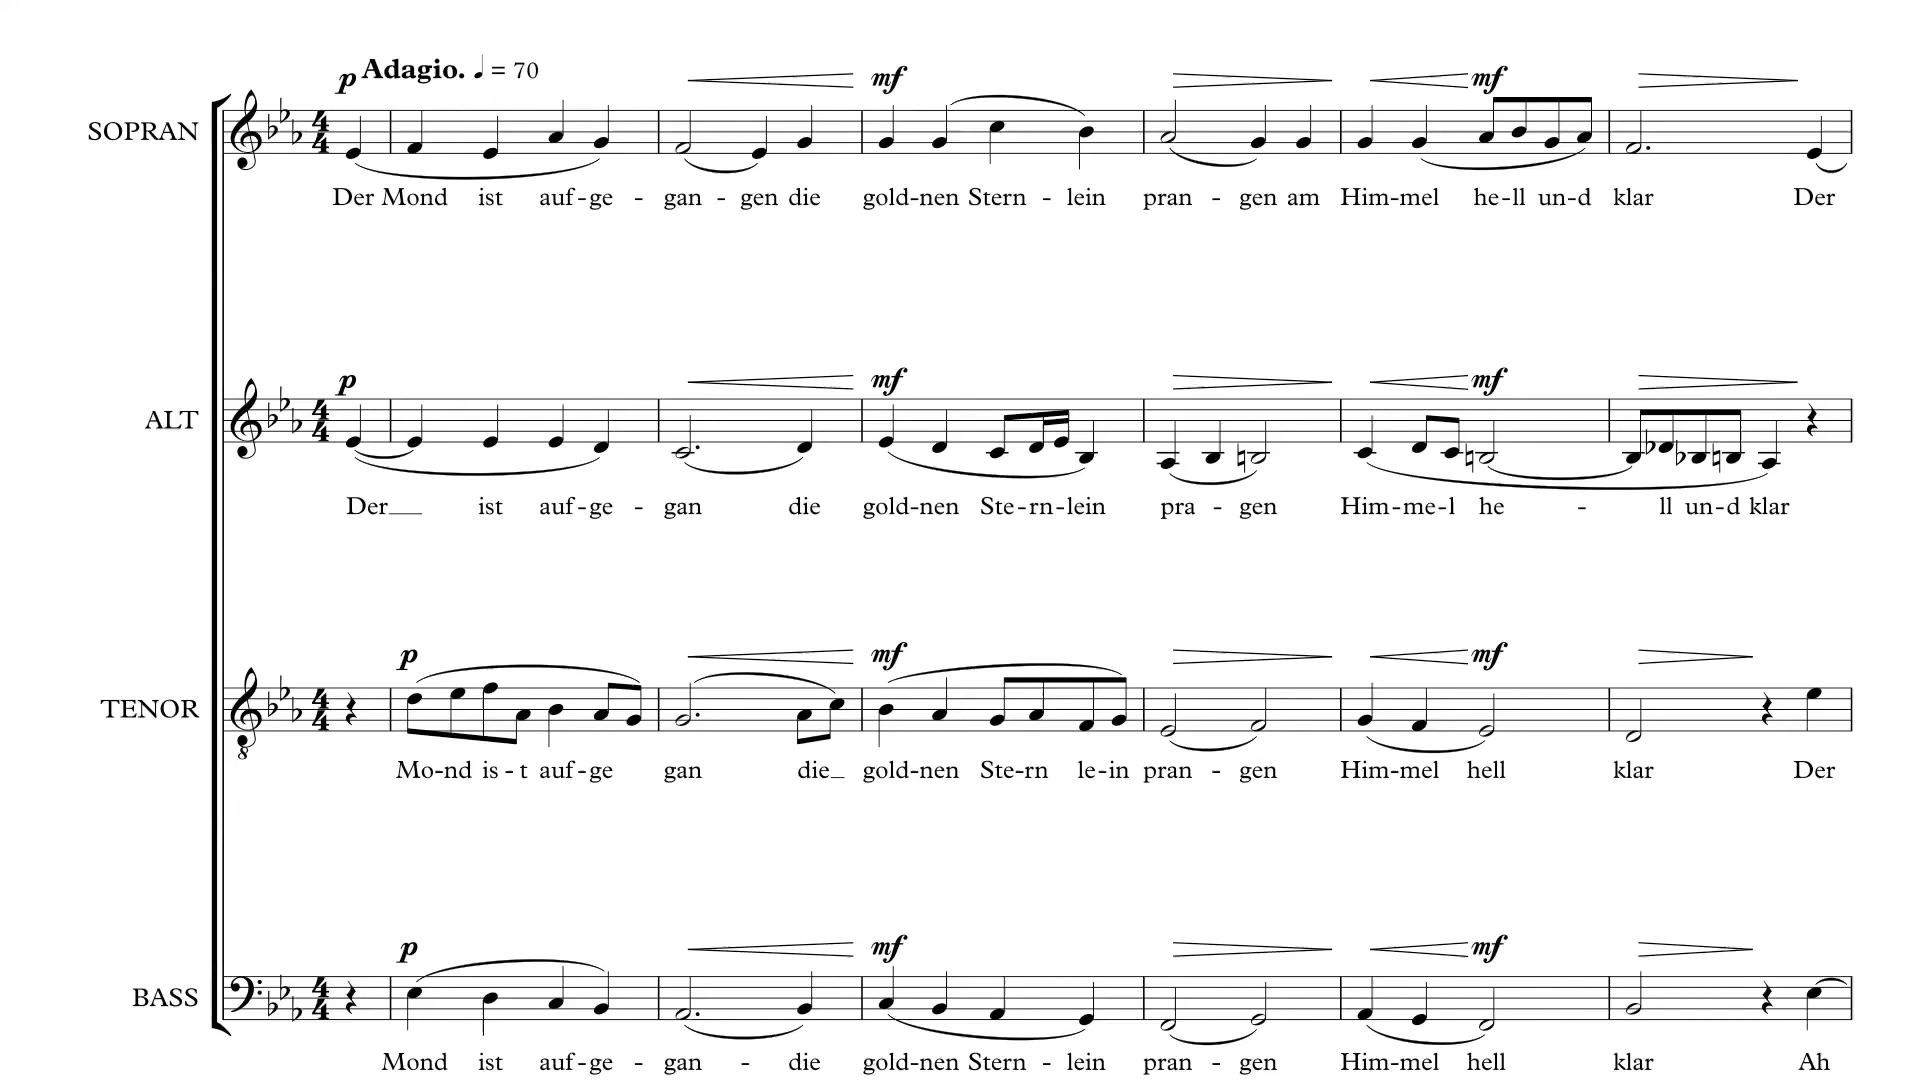 p Adagio. ♩ = 70 mf mf
SOPRAN
Der Mond ist auf-ge - gan - gen die gold-nen Stern - lein pran - gen am Him-mel he-ll un-d klar Der
p mf mf
ALT
Der__ ist auf-ge - gan die gold-nen Ste-rn-lein pra - gen Him-me-l he - ll un-d klar
p mf mf
TENOR
8
Mo-nd is-t auf-ge gan die_ gold-nen Ste-rn le-in pran - gen Him-mel hell klar Der
p mf mf
BASS
Mond ist auf-ge - gan - die gold-nen Stern - lein pran - gen Him-mel hell klar Ah